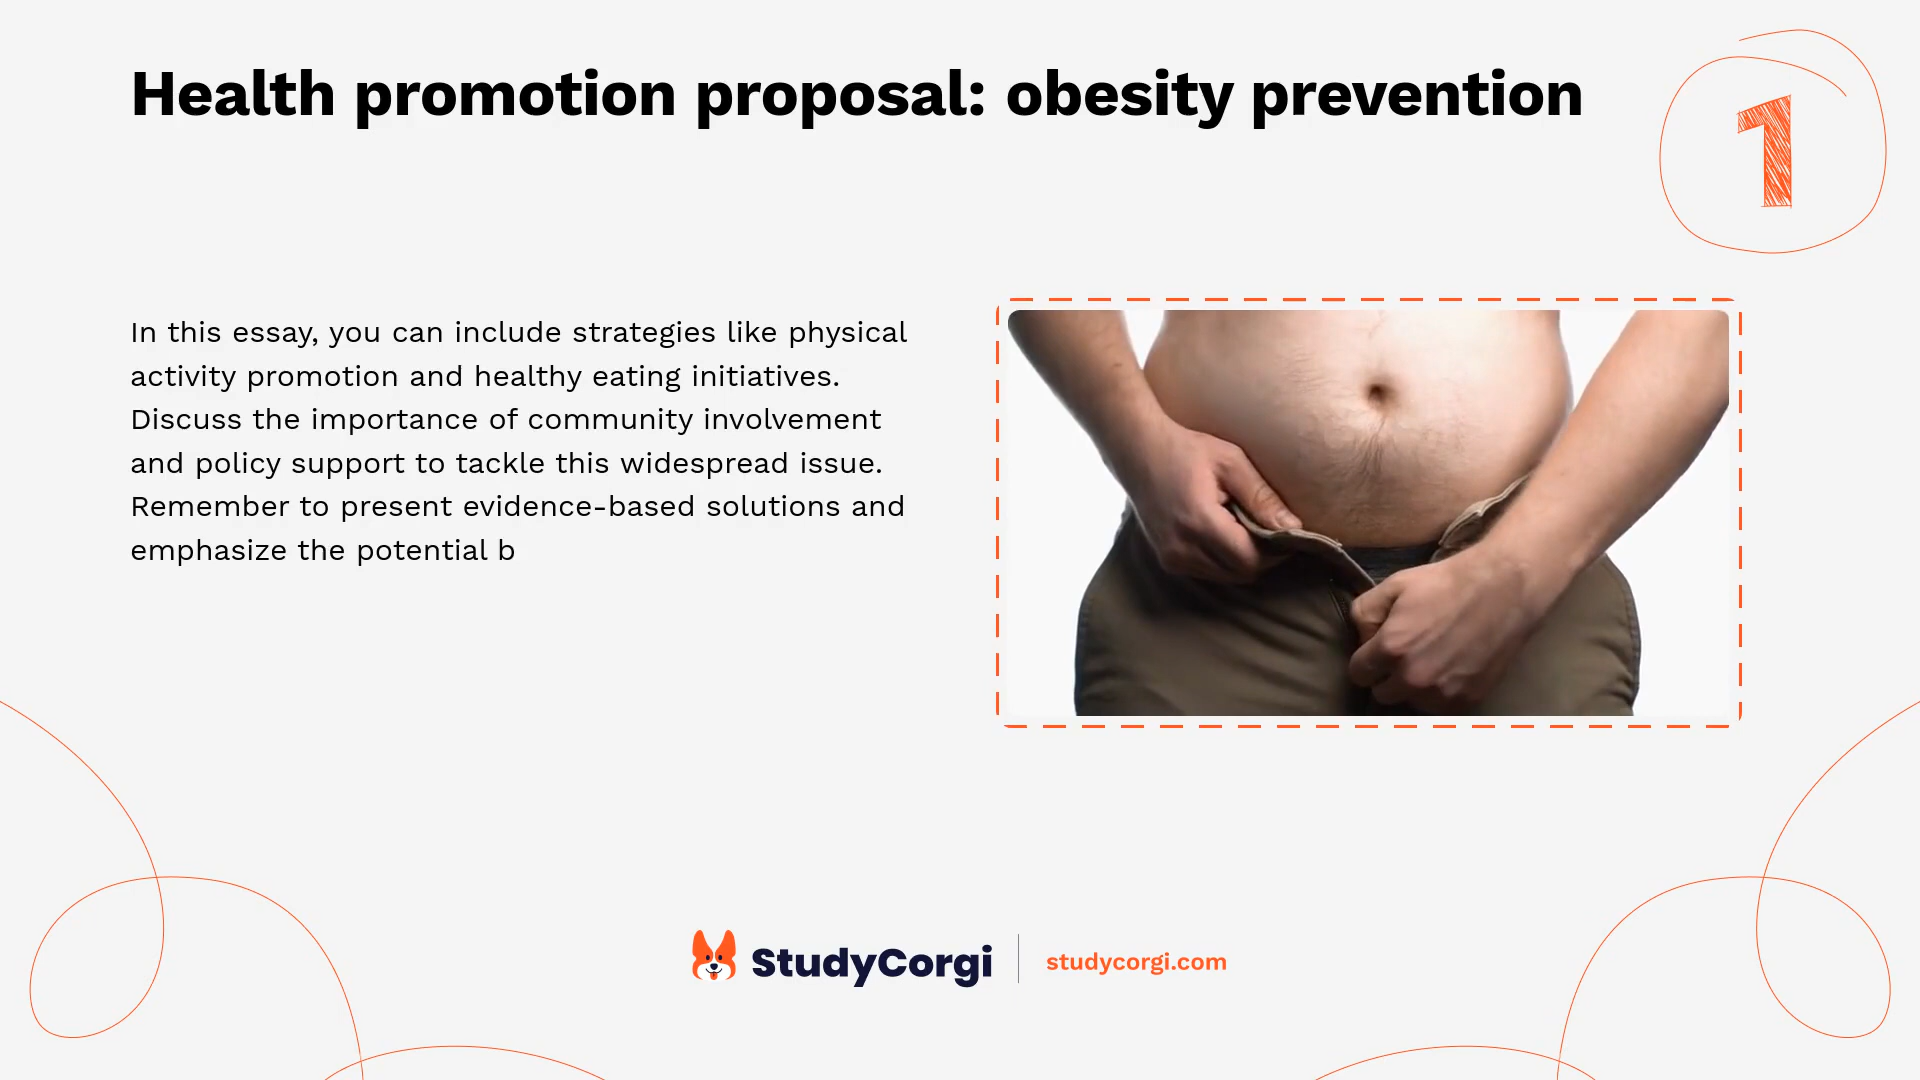 Health promotion proposal: obesity prevention
1
In this essay, you can include strategies like physical
activity promotion and healthy eating initiatives.
Discuss the importance of community involvement
and policy support to tackle this widespread issue.
Remember to present evidence-based solutions and
emphasize the potential b
StudyCorgi
studycorgi.com